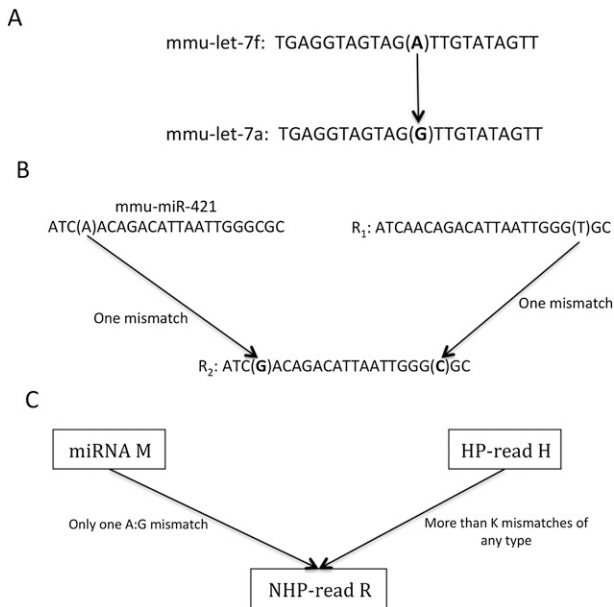 A
mmu-let-7f: TGAGGTAGTAG(A)TTGTATAGTT
mmu-let-7a: TGAGGTAGTAG(G)TTGTATAGTT
B
mmu-miR-421
ATC(A)ACAGACATTAATTGGGCGC
R1: ATCAACAGACATTAATTGGG(T)GC
One mismatch
One mismatch
R2: ATC(G)ACAGACATTAATTGGG(C)GC
C
miRNA M
HP-read H
Only one A:G mismatch
More than K mismatches of
any type
NHP-read R